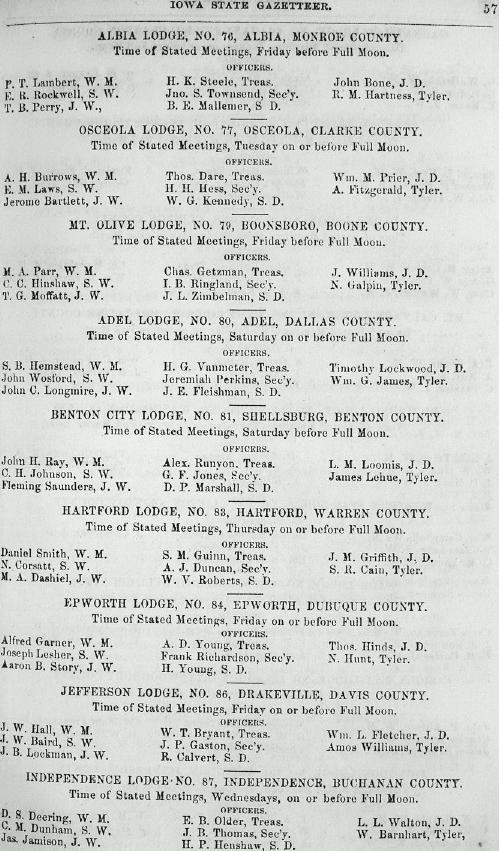 IOWA STATE GAZETTEER. 57
ALBIA LODGE, NO. 76, ALBIA, MONROE COUNTY.
Time of Stated Meetings, Friday before Full Moon.
OFFICERS.
P. T. Lambert, W. M. H. K. Steele, Treas. John Bone, J. D.
E. R. Rockwell, S. W. Jno. S. Townsend, Sec'y. R. M. Hartness, Tyler.
T. B. Perry, J. W., B. E. Mallemer, S D.
OSCEOLA LODGE, NO. 77, OSCEOLA, CLARKE COUNTY.
Time of Stated Meetings, Tuesday on or before Full Moon.
OFFICERS.
A. H. Burrows, W. M. Thos. Dare, Treas. Wm. M. Prier, J. D.
E. M. Laws, S. W. H. H. Hess, Sec'y. A. Fitzgerald, Tyler.
Jerome Bartlett, J. W. W. G. Kennedy, S. D.
MT. OLIVE LODGE, NO. 79, BOONSBORO, BOONE COUNTY.
Time of Stated Meetings, Friday before Full Moon.
OFFICERS.
M. A. Parr, W. M. Chas. Getzman, Treas. J. Williams, J. D.
C. C. Hinshaw, S. W. I. B. Ringland, Sec'y. N. Galpin, Tyler.
T. G. Moffatt, J. W. J. L. Zimbelman, S. D.
ADEL LODGE, NO. 80, ADEL, DALLAS COUNTY.
Time of Stated Meetings, Saturday on or before Full Moon.
OFFICERS.
S. B. Hemstead, W. M. H. G. Vanmeter, Treas. Timothy Lockwood, J. D.
John Wosford, S. W. Jeremiah Perkins, Sec'y. Wm. G. James, Tyler.
John C. Longmire, J. W. J. E. Fleishman, S. D.
BENTON CITY LODGE, NO. 81, SHELLSBURG, BENTON COUNTY.
Time of Stated Meetings, Saturday before Full Moon.
OFFICERS.
John H. Ray, W. M. Alex. Runyon. Treas. L. M. Loomis, J. D.
C. H. Johnson, S. W. G. F. Jones, Sec'y. James Lehue, Tyler.
Fleming Saunders, J. W. D. P. Marshall, S. D.
HARTFORD LODGE, NO. 83, HARTFORD, WARREN COUNTY.
Time of Stated Meetings, Thursday on or before Full Moon.
OFFICERS.
Daniel Smith, W. M. S. M. Guinn, Treas. J. M. Griffith, J. D.
N. Corsatt, S. W. A. J. Duncan, Sec'y. S. R. Cain, Tyler.
M. A. Dashiel, J. W. W. V. Roberts, S. D.
EPWORTH LODGE, NO. 84, EPWORTH, DUBUQUE COUNTY.
Time of Stated Meetings, Friday on or before Full Moon.
OFFICERS.
Alfred Garner, W. M. A. D. Young, Treas. Thos. Hinds, J. D.
Joseph Lesher, S. W. Frank Richardson, Sec'y. N. Hunt, Tyler.
Aaron B. Story, J. W. H. Young, S. D.
JEFFERSON LODGE, NO. 86, DRAKEVILLE, DAVIS COUNTY.
Time of Stated Meetings, Friday on or before Full Moon.
OFFICERS.
J. W. Hall, W. M. W. T. Bryant, Treas. Wm. L. Fletcher, J. D.
J. W. Baird, S. W. J. P. Gaston, Sec'y. Amos Williams, Tyler.
J. B. Lockman, J. W. R. Calvert, S. D.
INDEPENDENCE LODGE·NO. 87, INDEPENDENCE, BUCHANAN COUNTY.
Time of Stated Meetings, Wednesdays, on or before Full Moon.
OFFICERS.
D. S. Deering, W. M. E. B. Older, Treas. L. L. Walton, J. D.
C. M. Dunham, S. W. J. B. Thomas, Sec'y. W. Barnhart, Tyler,
Jas. Jamison, J. W. H. P. Henshaw, S. D.